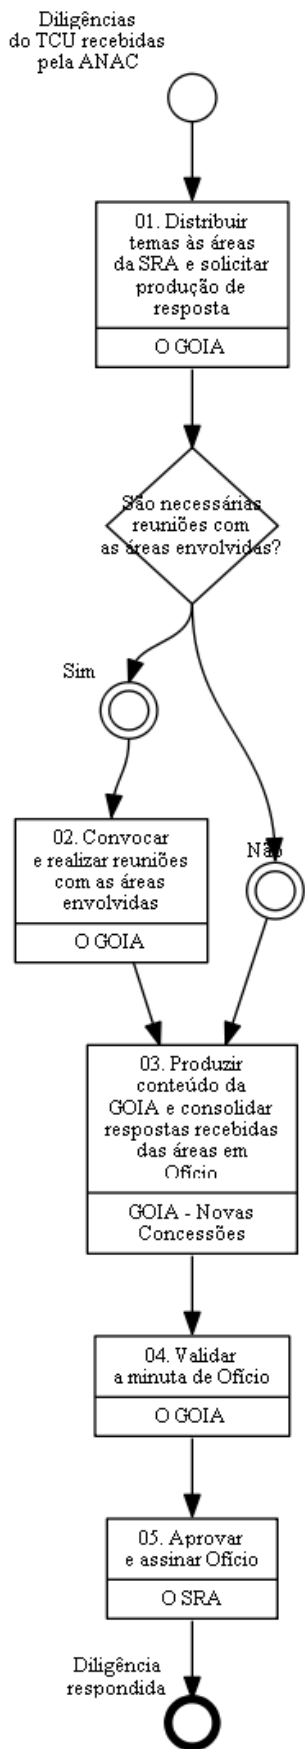 Diligências
do TCU recebidas
pela ANAC
01. Distribuir
temas às áreas
da SRA e solicitar
produção de
resposta
O GOIA
São necessárias
reuniões com
as áreas envolvidas?
Sim
02. Convocar
e realizar reuniões
com as áreas
envolvidas
O GOIA
Não
03. Produzir
conteúdo da
GOIA e consolidar
respostas recebidas
das áreas em
Ofício
GOIA - Novas
Concessões
04. Validar
a minuta de Ofício
O GOIA
05. Aprovar
e assinar Ofício
O SRA
Diligência
respondida